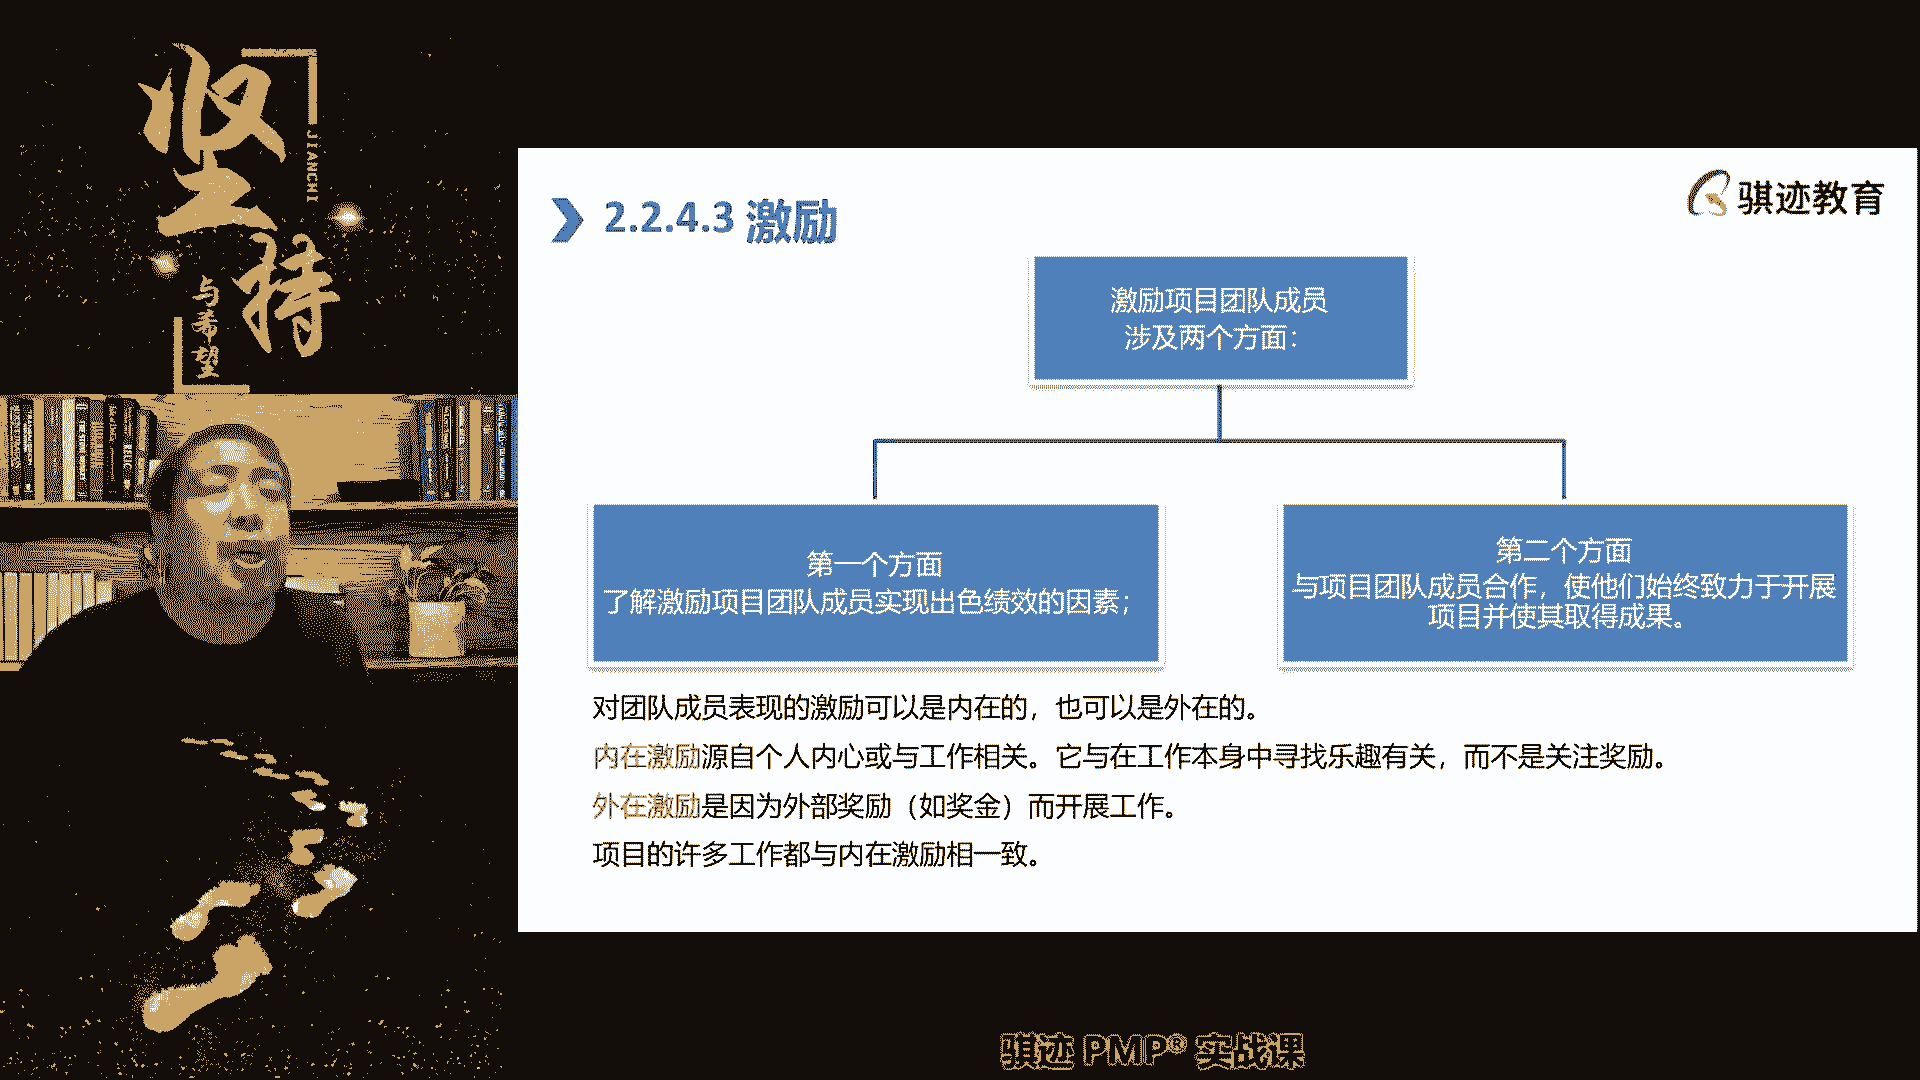 坚
持
JIANCHI
与希望
骐迹教育
2.2.4.3 激励
激励项目团队成员
涉及两个方面：
第一个方面
了解激励项目团队成员实现出色绩效的因素；
第二个方面
与项目团队成员合作，使他们始终致力于开展
项目并使其取得成果。
对团队成员表现的激励可以是内在的，也可以是外在的。
内在激励源自个人内心或与工作相关。它与在工作本身中寻找乐趣有关，而不是关注奖励。
外在激励是因为外部奖励（如奖金）而开展工作。
项目的许多工作都与内在激励相一致。
骐迹 PMP® 实战课